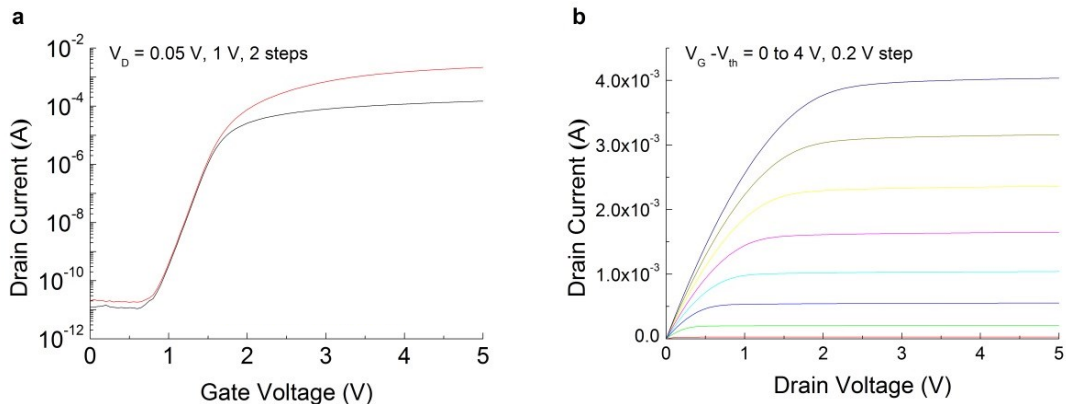 a
V_D = 0.05 V, 1 V, 2 steps
10^-2
10^-4
10^-6
10^-8
10^-10
10^-12
Drain Current (A)
0 1 2 3 4 5
Gate Voltage (V)
b
V_G -V_th = 0 to 4 V, 0.2 V step
4.0x10^-3
3.0x10^-3
2.0x10^-3
1.0x10^-3
0.0
Drain Current (A)
0 1 2 3 4 5
Drain Voltage (V)